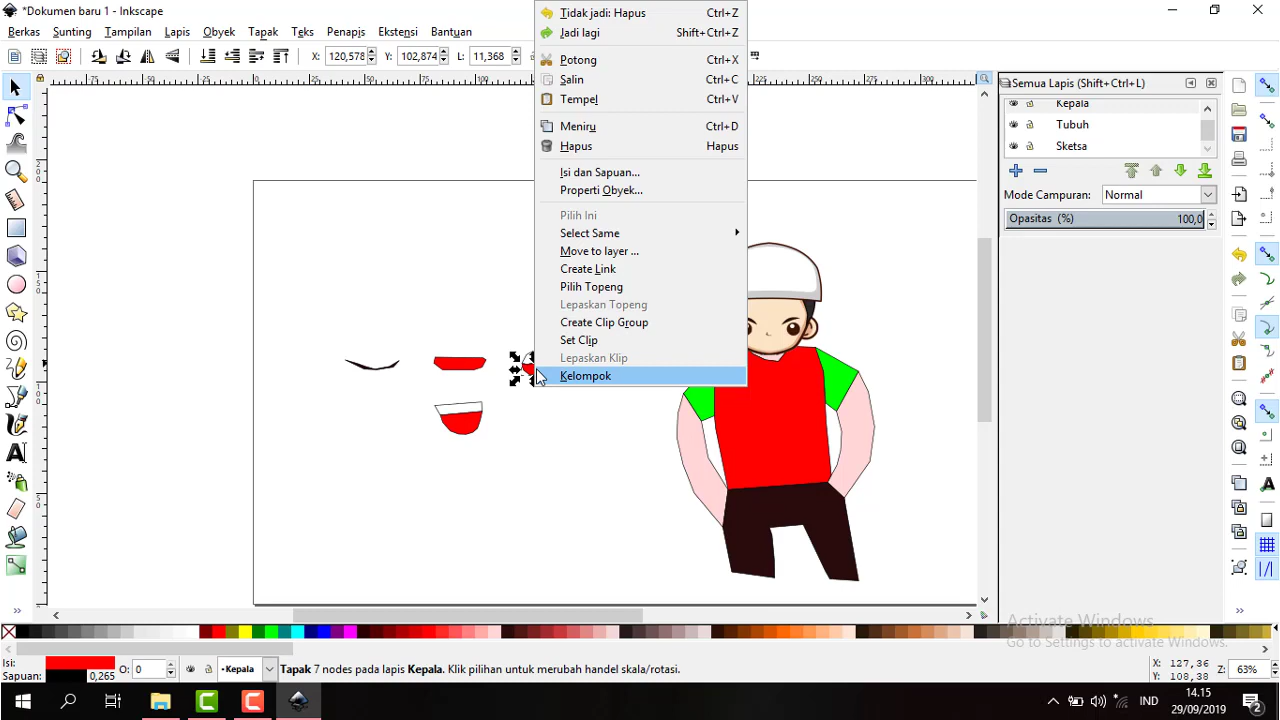 *Dokumen baru 1 - Inkscape
Berkas Sunting Tampilan Lapis Obyek Tapak Teks Penapis Ekstensi Bantuan
X: 120,578 Y: 102,874 L: 11,368
Tidak jadi: Hapus Ctrl+Z
Jadi lagi Shift+Ctrl+Z
Potong Ctrl+X
Salin Ctrl+C
Tempel Ctrl+V
Meniru Ctrl+D
Hapus Hapus
Isi dan Sapuan...
Properti Obyek...
Pilih Ini
Select Same
Move to layer ...
Create Link
Pilih Topeng
Lepaskan Topeng
Create Clip Group
Set Clip
Lepaskan Klip
Kelompok
Semua Lapis (Shift+Ctrl+L)
Kepala
Tubuh
Sketsa
Mode Campuran: Normal
Opasitas (%) 100,0
Activate Windows
Go to Settings to activate Windows.
Isi:
Sapuan: 0,265
O: 0
•Kepala
Tapak 7 nodes pada lapis Kepala. Klik pilihan untuk merubah handel skala/rotasi.
X: 127,36
Y: 108,38
Z: 63%
IND
14.15
29/09/2019
2